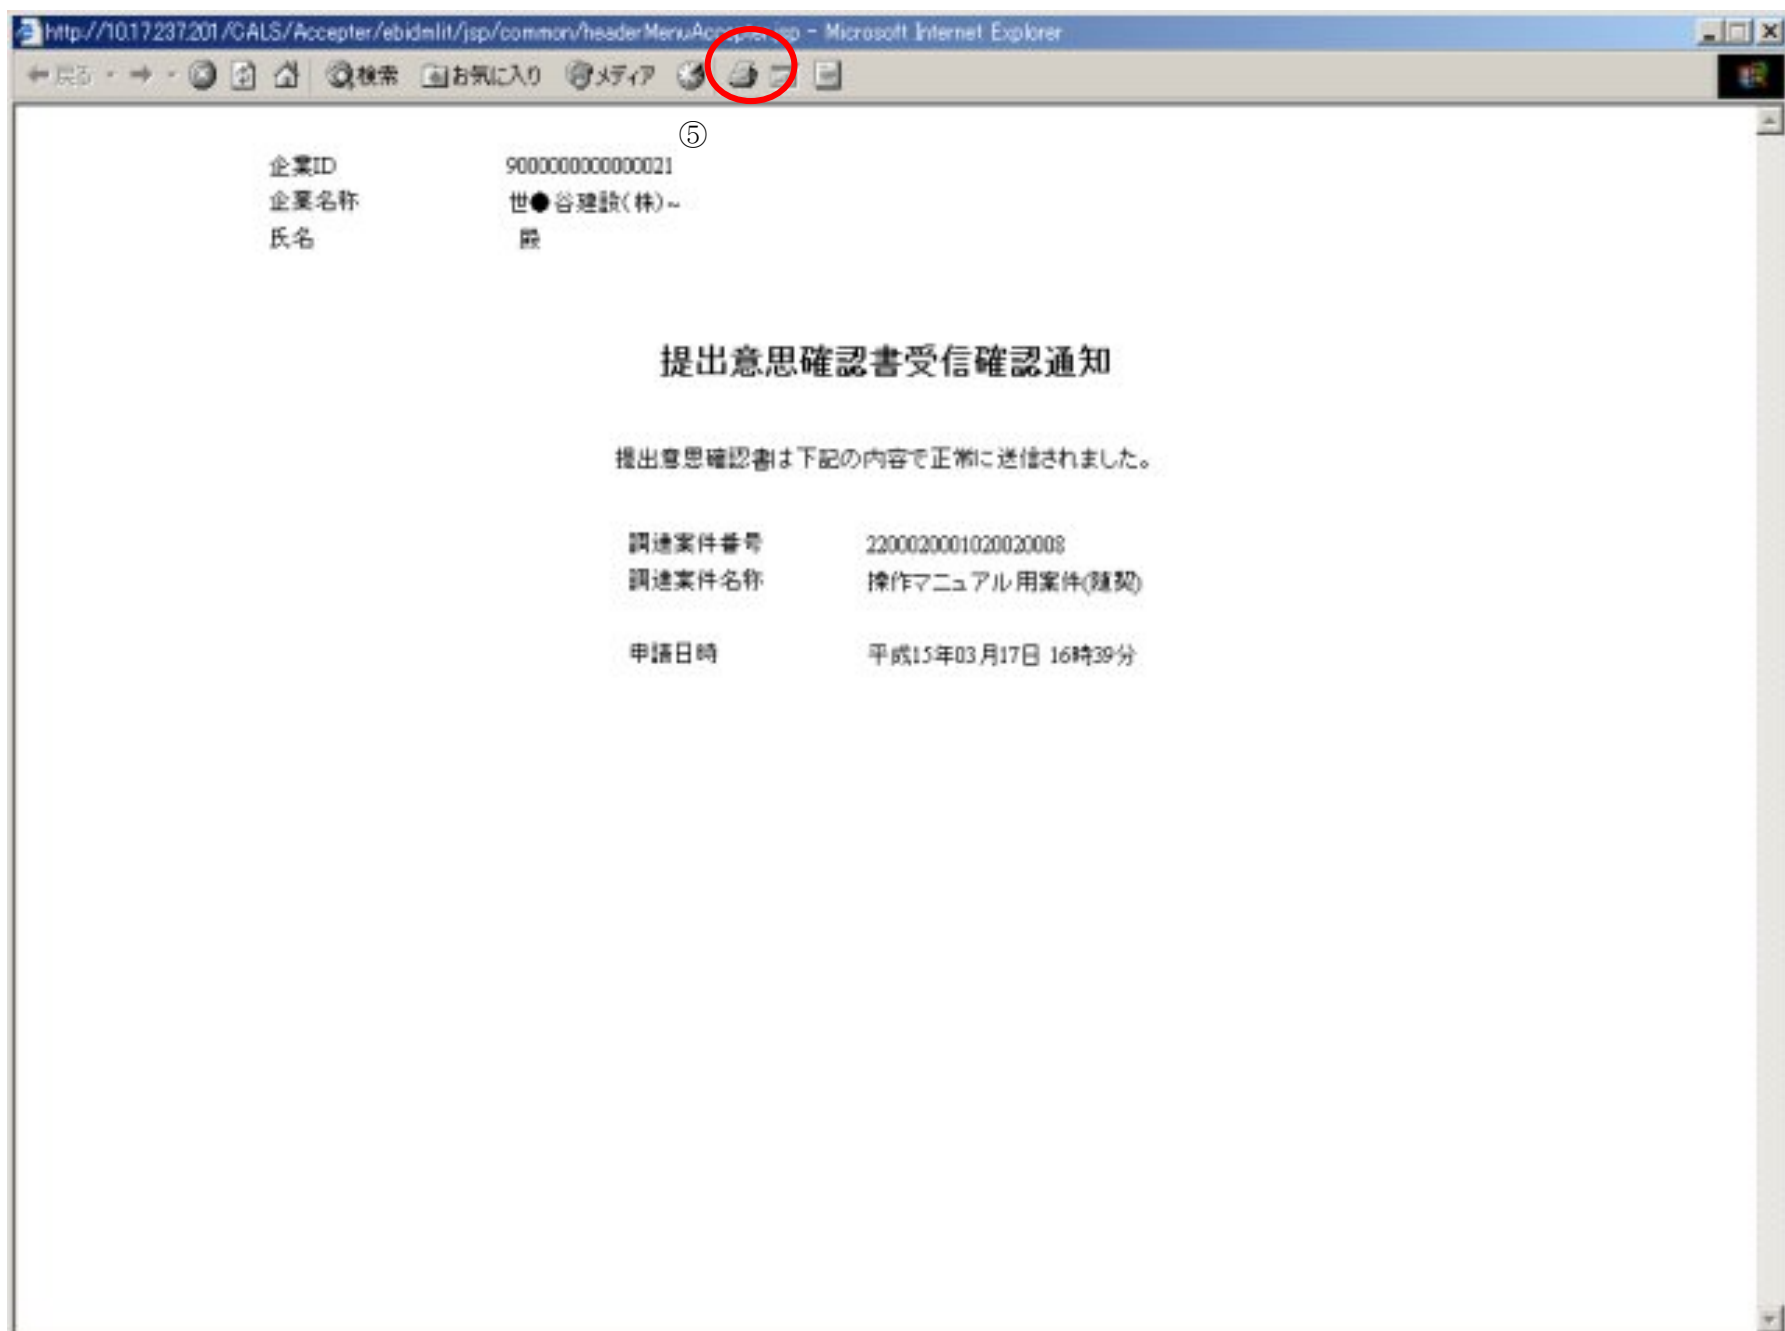 http://10.17.237.201/CALS/Accepter/ebidmlit/jsp/common/headerMenuAccepter.jsp - Microsoft Internet Explorer
戻る 検索 お気に入り メディア
⑤
企業ID 9000000000000021
企業名称 世●谷建設(株)~
氏名 殿
提出意思確認書受信確認通知
提出意思確認書は下記の内容で正常に送信されました。
調達案件番号 2200020001020020008
調達案件名称 操作マニュアル用案件(随契)
申請日時 平成15年03月17日 16時39分